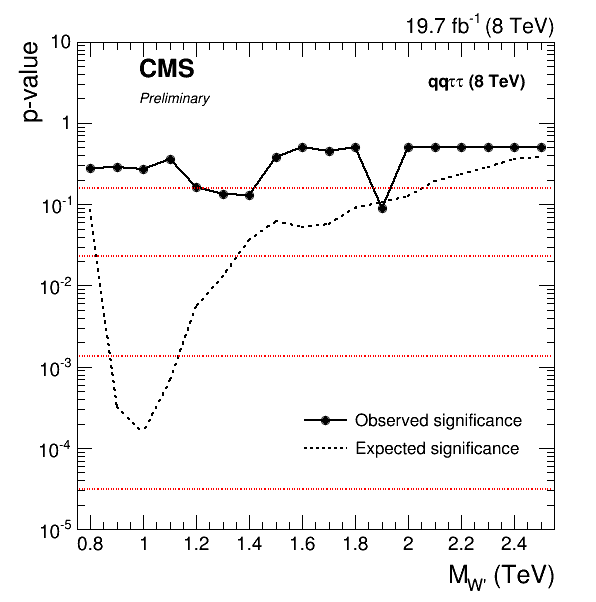 19.7 fb⁻¹ (8 TeV)
CMS
Preliminary
qqττ (8 TeV)
p-value
10
1
10⁻¹
10⁻²
10⁻³
10⁻⁴
10⁻⁵
Observed significance
Expected significance
0.8 1 1.2 1.4 1.6 1.8 2 2.2 2.4
M_W' (TeV)